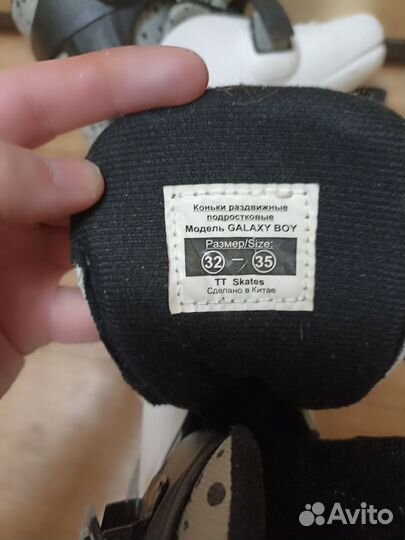 Коньки раздвижные
подростковые
Модель GALAXY BOY
Размер/Size:
32 – 35
TT Skates
Сделано в Китае
Avito